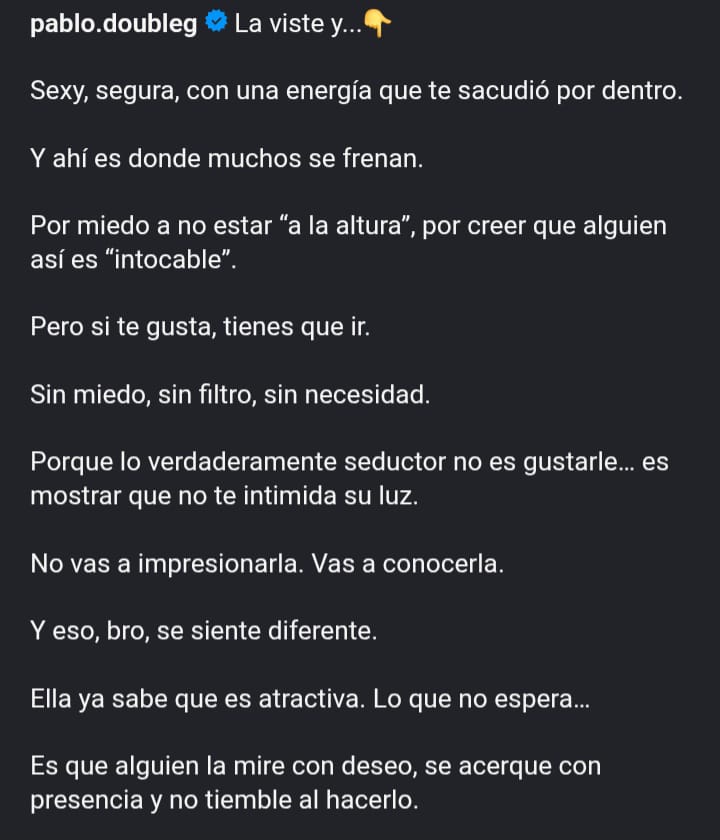 pablo.doubleg La viste y...👇
Sexy, segura, con una energía que te sacudió por dentro.
Y ahí es donde muchos se frenan.
Por miedo a no estar “a la altura”, por creer que alguien
así es “intocable”.
Pero si te gusta, tienes que ir.
Sin miedo, sin filtro, sin necesidad.
Porque lo verdaderamente seductor no es gustarle... es
mostrar que no te intimida su luz.
No vas a impresionarla. Vas a conocerla.
Y eso, bro, se siente diferente.
Ella ya sabe que es atractiva. Lo que no espera...
Es que alguien la mire con deseo, se acerque con
presencia y no tiemble al hacerlo.